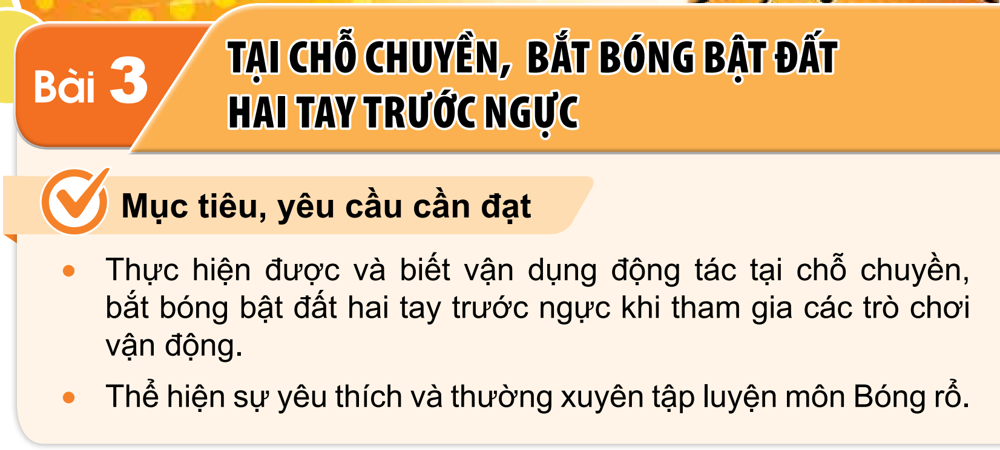 Bài 3
TẠI CHỖ CHUYỀN, BẮT BÓNG BẬT ĐẤT
HAI TAY TRƯỚC NGỰC
Mục tiêu, yêu cầu cần đạt
• Thực hiện được và biết vận dụng động tác tại chỗ chuyền,
bắt bóng bật đất hai tay trước ngực khi tham gia các trò chơi
vận động.
• Thể hiện sự yêu thích và thường xuyên tập luyện môn Bóng rổ.